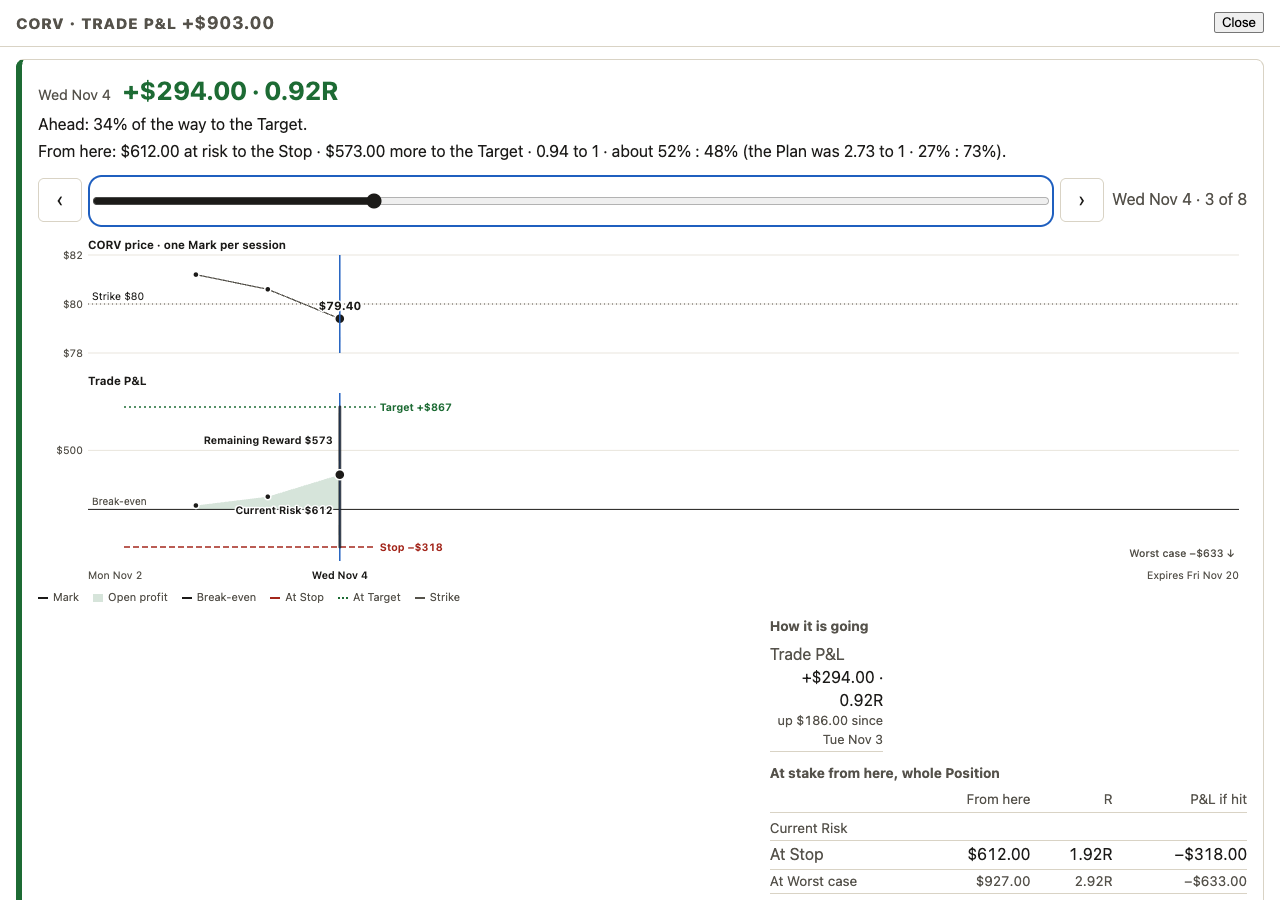 CORV · TRADE P&L +$903.00
Close
Wed Nov 4 +$294.00 · 0.92R
Ahead: 34% of the way to the Target.
From here: $612.00 at risk to the Stop · $573.00 more to the Target · 0.94 to 1 · about 52% : 48% (the Plan was 2.73 to 1 · 27% : 73%).
‹ › Wed Nov 4 · 3 of 8
CORV price · one Mark per session
$82
Strike $80
$80
$79.40
$78
Trade P&L
Target +$867
Remaining Reward $573
$500
Break-even
Current Risk $612
Stop −$318
Worst case −$633 ↓
Mon Nov 2 Wed Nov 4 Expires Fri Nov 20
Mark Open profit Break-even At Stop At Target Strike
How it is going
Trade P&L
+$294.00 ·
0.92R
up $186.00 since
Tue Nov 3
At stake from here, whole Position
From here R P&L if hit
Current Risk
At Stop $612.00 1.92R −$318.00
At Worst case $927.00 2.92R −$633.00